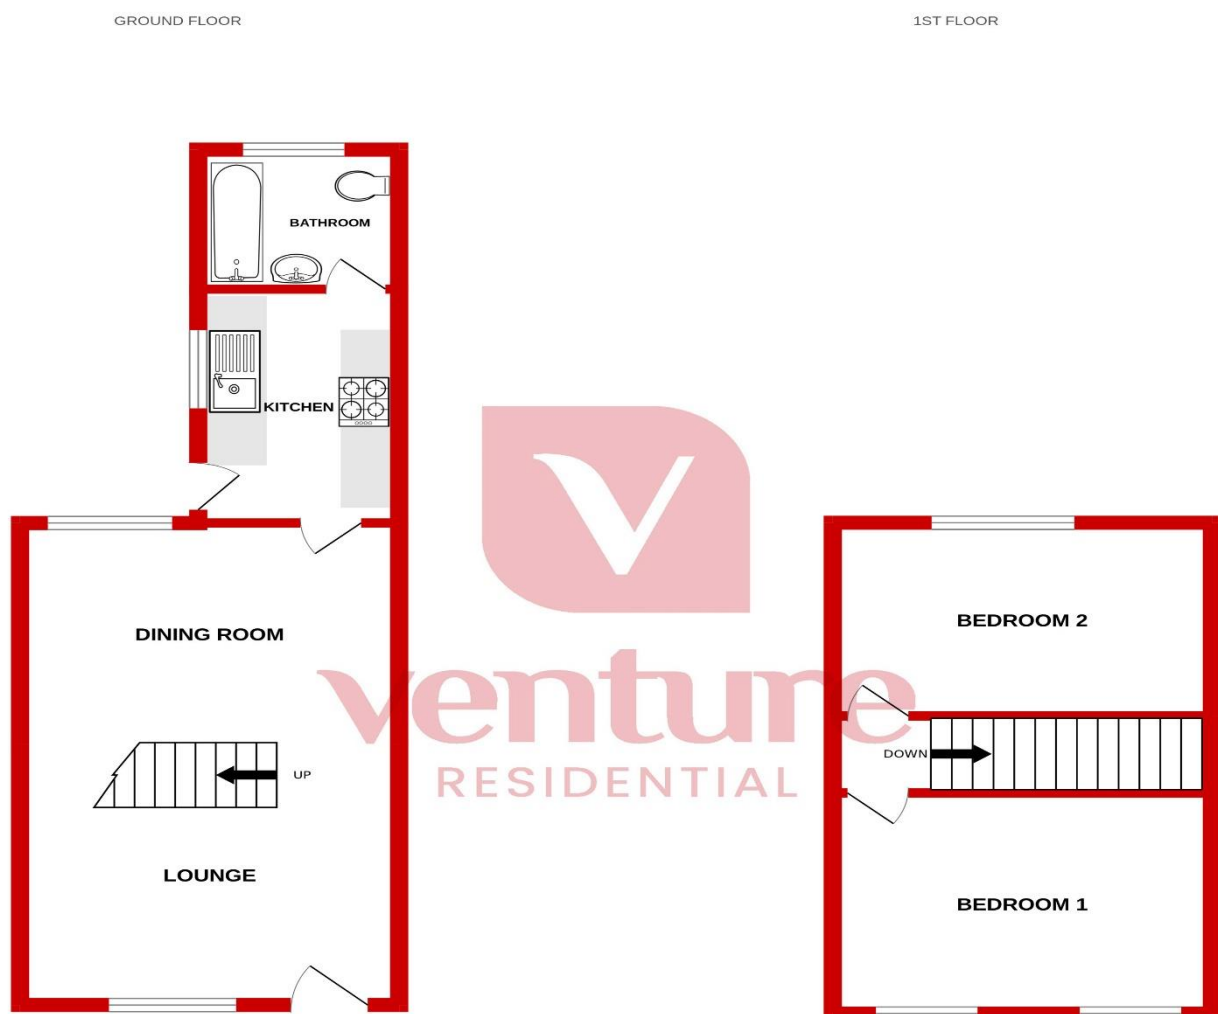 GROUND FLOOR
1ST FLOOR
BATHROOM
KITCHEN
DINING ROOM
UP
LOUNGE
venture
RESIDENTIAL
BEDROOM 2
DOWN
BEDROOM 1